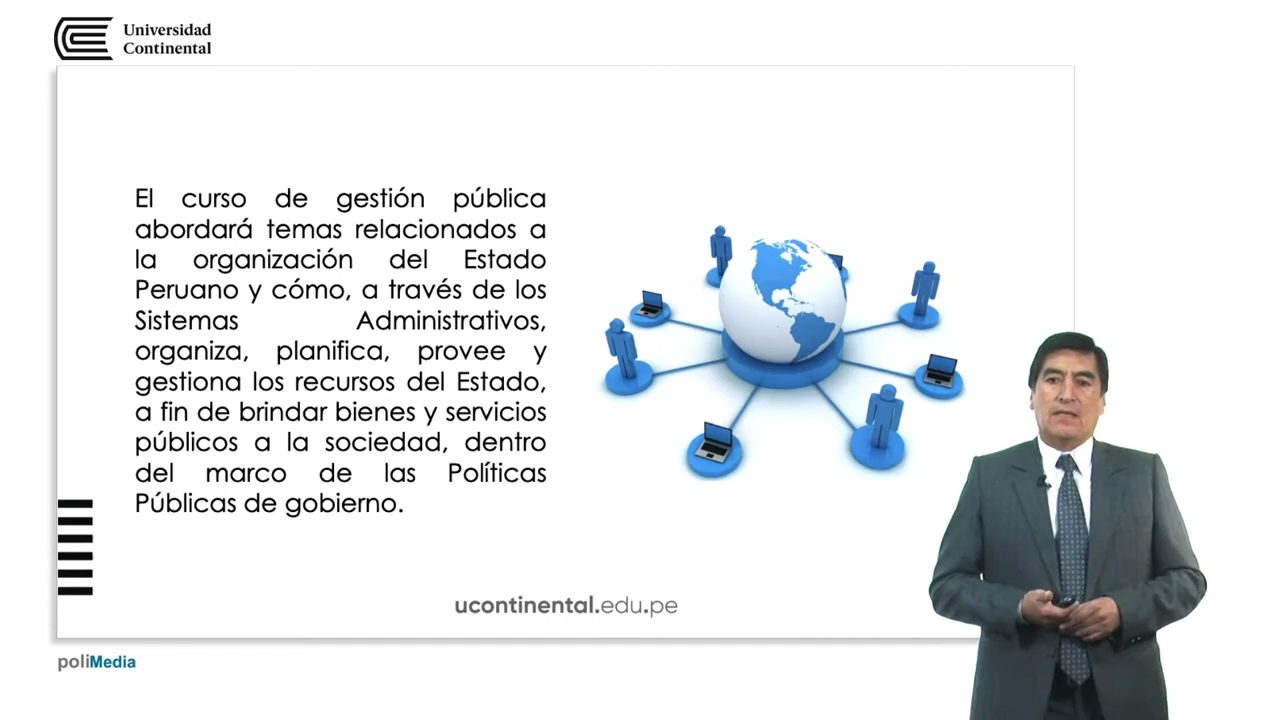 Universidad
Continental
El curso de gestión pública
abordará temas relacionados a
la organización del Estado
Peruano y cómo, a través de los
Sistemas Administrativos,
organiza, planifica, provee y
gestiona los recursos del Estado,
a fin de brindar bienes y servicios
públicos a la sociedad, dentro
del marco de las Políticas
Públicas de gobierno.
ucontinental.edu.pe
poliMedia